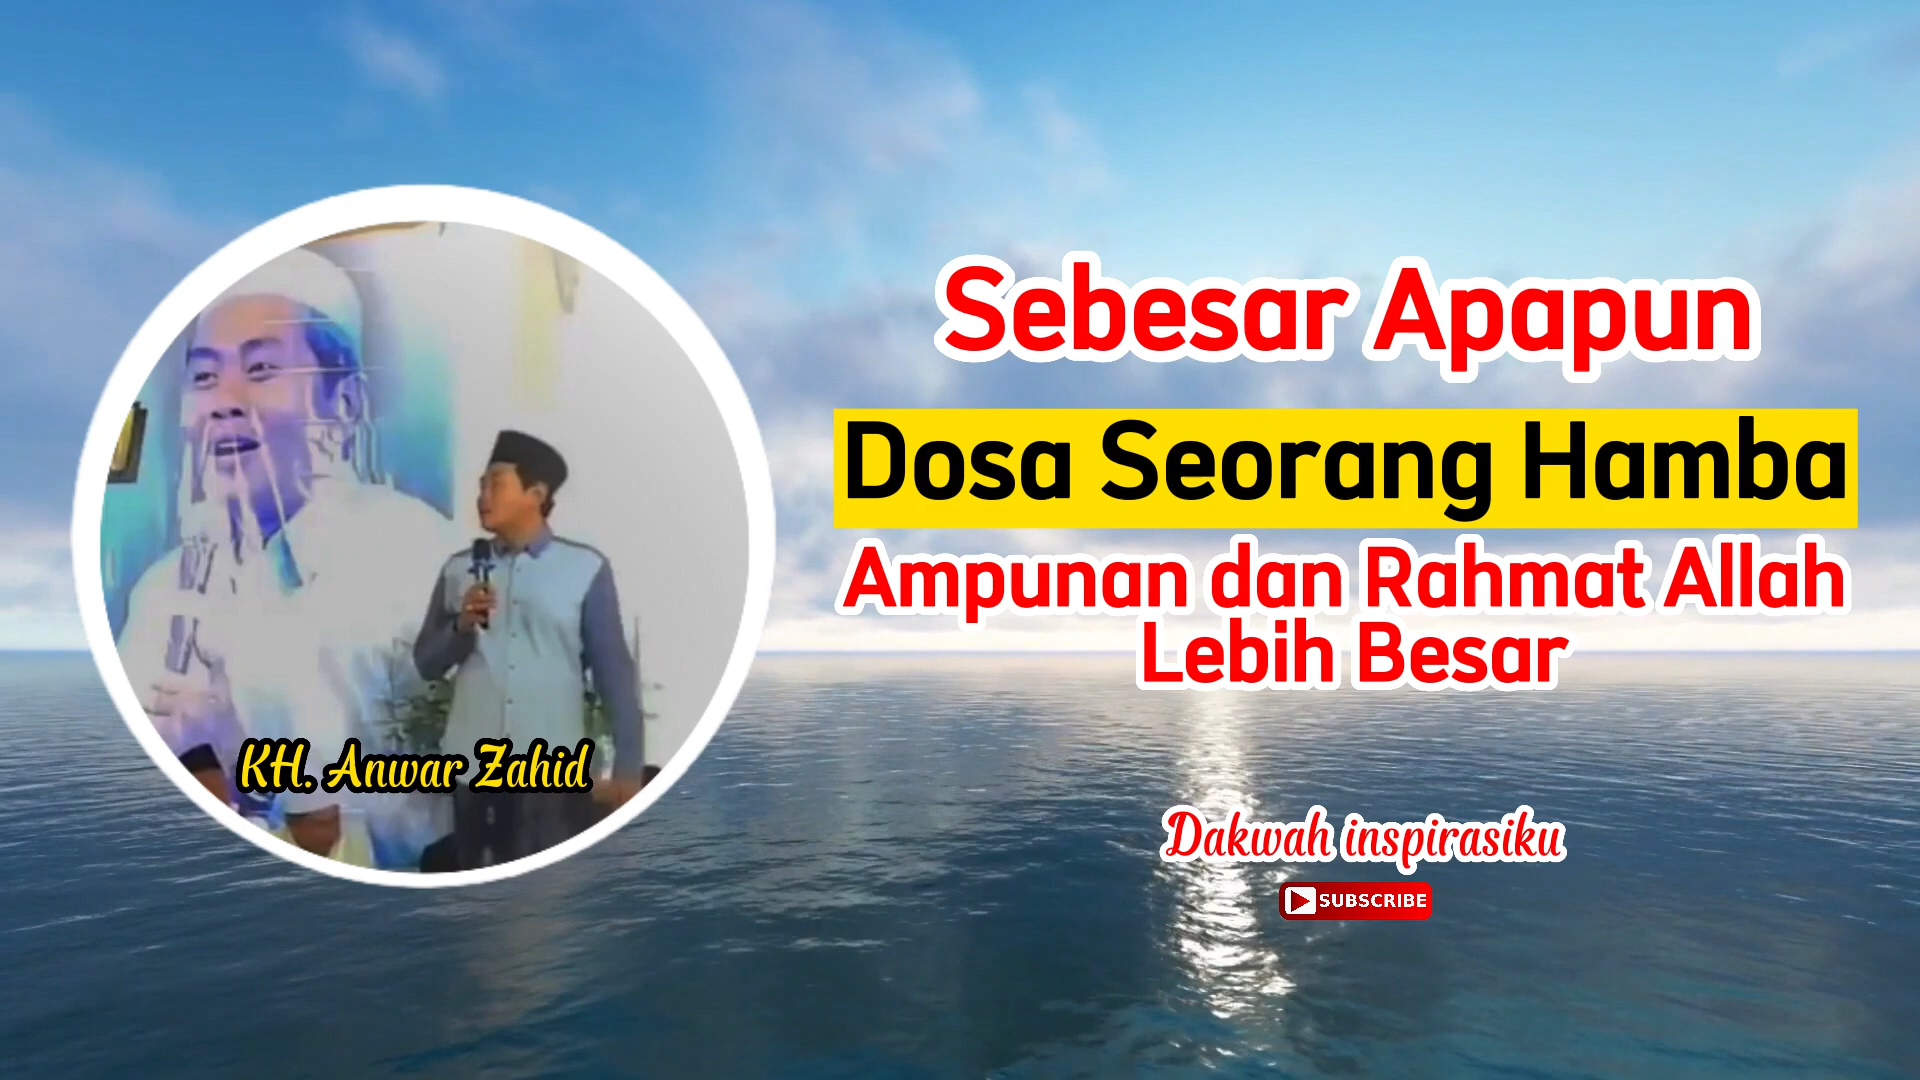 Sebesar Apapun
Dosa Seorang Hamba
Ampunan dan Rahmat Allah
Lebih Besar
KH. Anwar Zahid
Dakwah inspirasiku
SUBSCRIBE